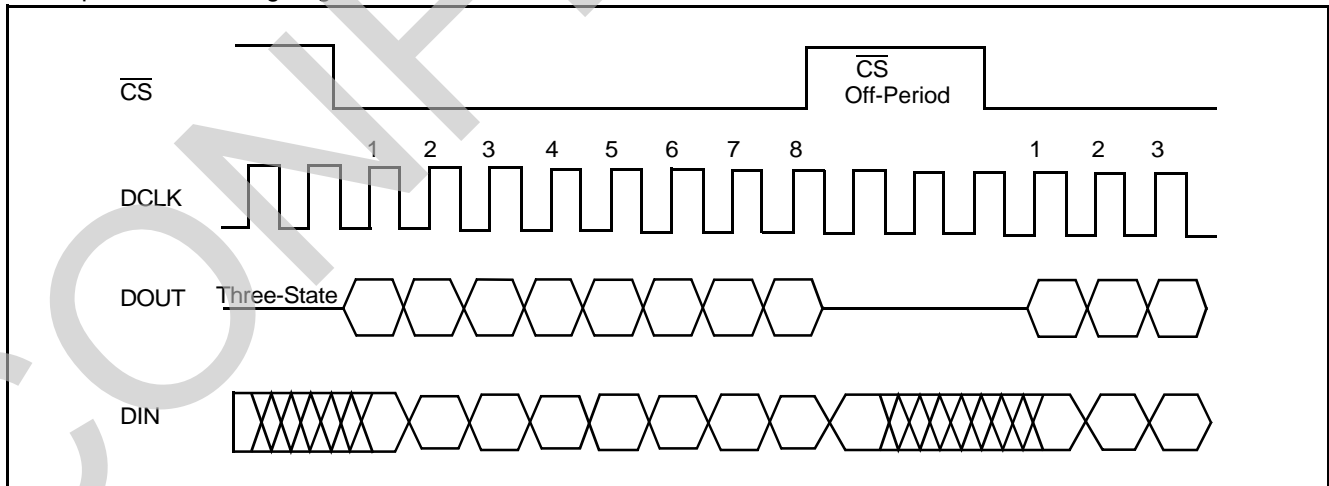 CS
CS
Off-Period
1 2 3 4 5 6 7 8 1 2 3
DCLK
DOUT Three-State
DIN